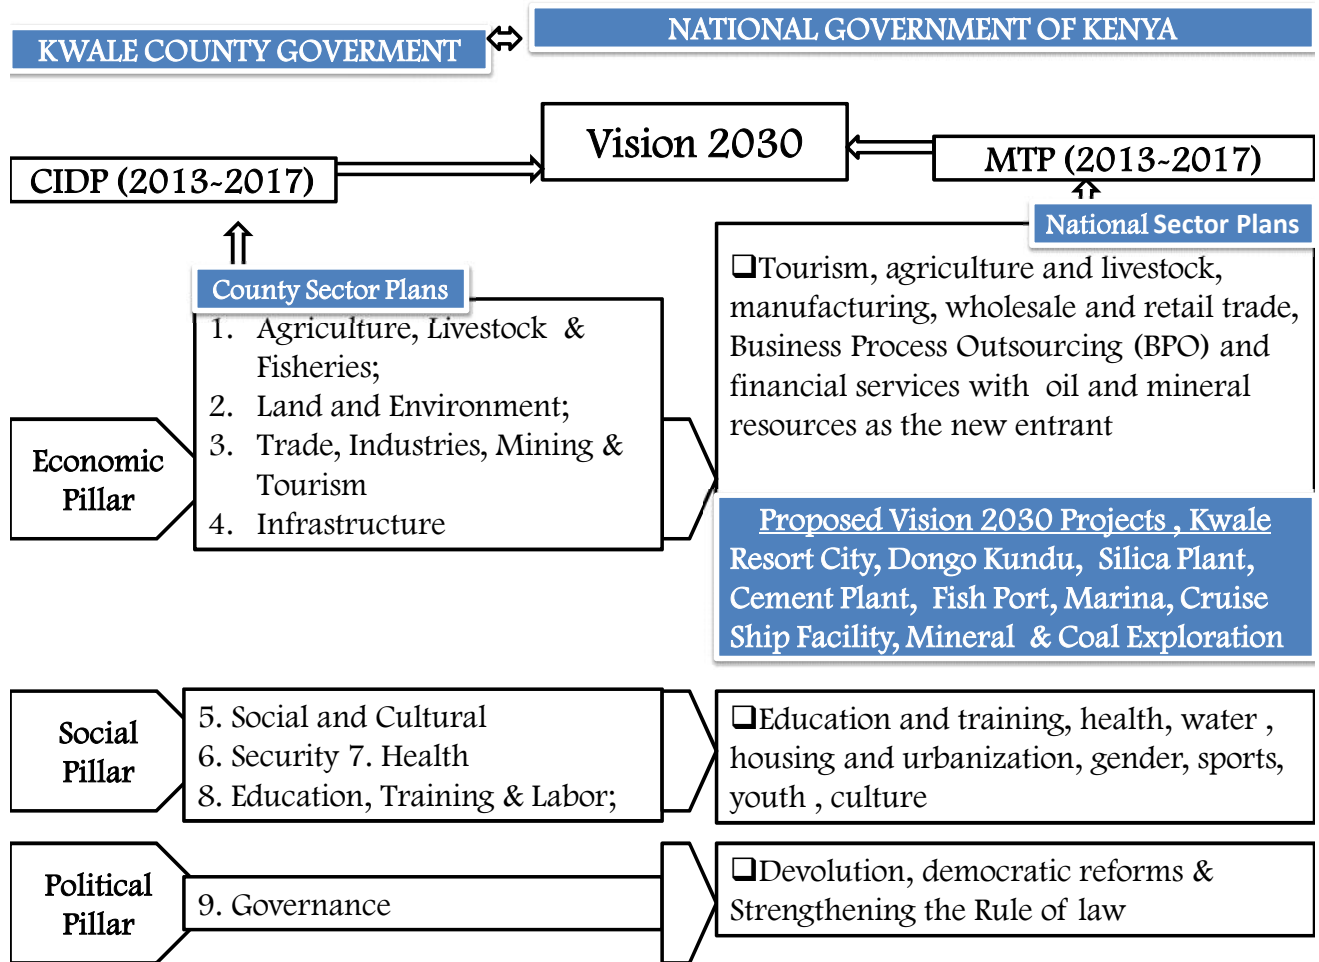 KWALE COUNTY GOVERMENT
NATIONAL GOVERNMENT OF KENYA
Vision 2030
CIDP (2013-2017)
MTP (2013-2017)
County Sector Plans
1. Agriculture, Livestock &
Fisheries;
2. Land and Environment;
3. Trade, Industries, Mining &
Tourism
4. Infrastructure
National Sector Plans
❑Tourism, agriculture and livestock,
manufacturing, wholesale and retail trade,
Business Process Outsourcing (BPO) and
financial services with oil and mineral
resources as the new entrant
Economic
Pillar
Proposed Vision 2030 Projects , Kwale
Resort City, Dongo Kundu, Silica Plant,
Cement Plant, Fish Port, Marina, Cruise
Ship Facility, Mineral & Coal Exploration
Social
Pillar
5. Social and Cultural
6. Security 7. Health
8. Education, Training & Labor;
❑Education and training, health, water ,
housing and urbanization, gender, sports,
youth , culture
Political
Pillar
9. Governance
❑Devolution, democratic reforms &
Strengthening the Rule of law